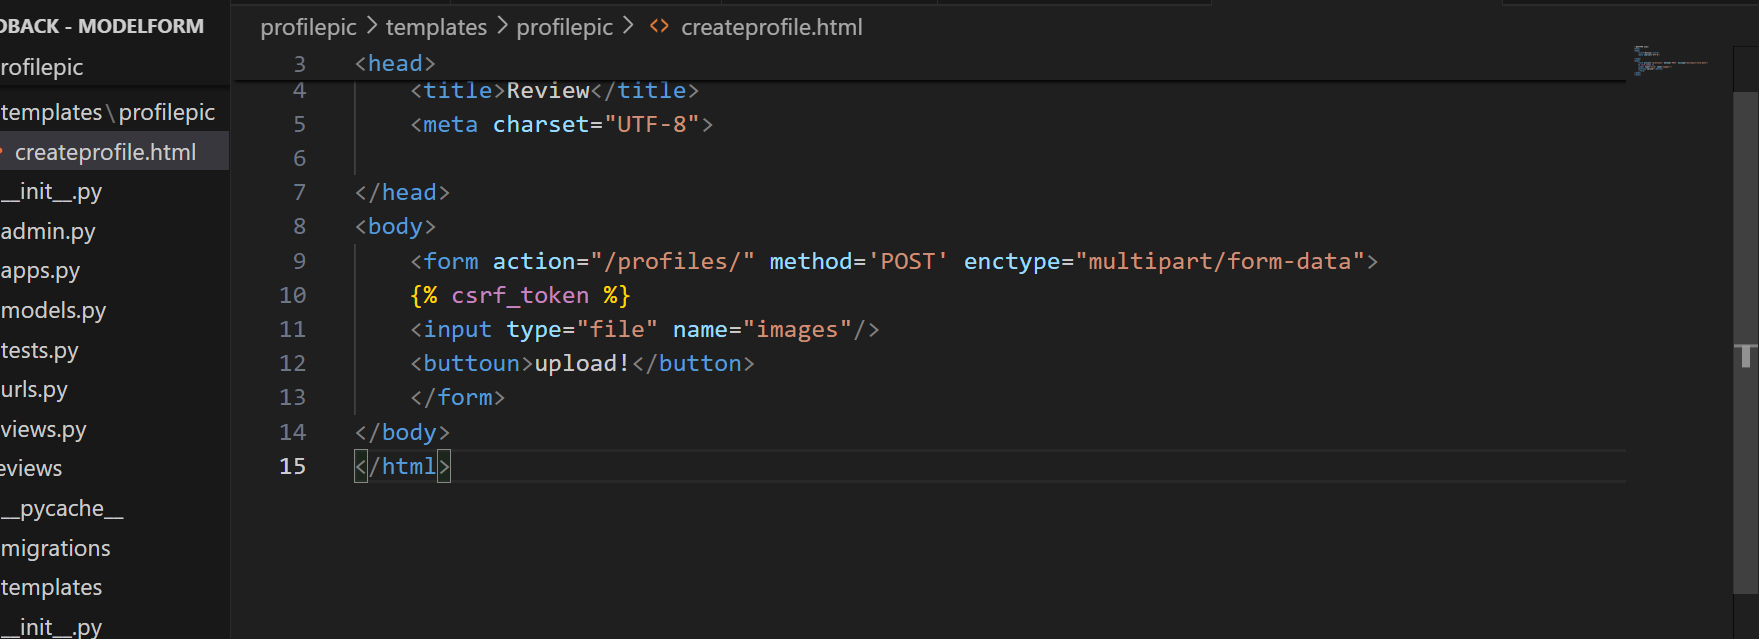 DBACK - MODELFORM
rofilepic
templates\profilepic
createprofile.html
__init__.py
admin.py
apps.py
models.py
tests.py
urls.py
views.py
eviews
__pycache__
migrations
templates
__init__.py
profilepic > templates > profilepic > <> createprofile.html
3 <head>
4 <title>Review</title>
5 <meta charset="UTF-8">
6
7 </head>
8 <body>
9 <form action="/profiles/" method='POST' enctype="multipart/form-data">
10 {% csrf_token %}
11 <input type="file" name="images"/>
12 <buttoun>upload!</button>
13 </form>
14 </body>
15 </html>